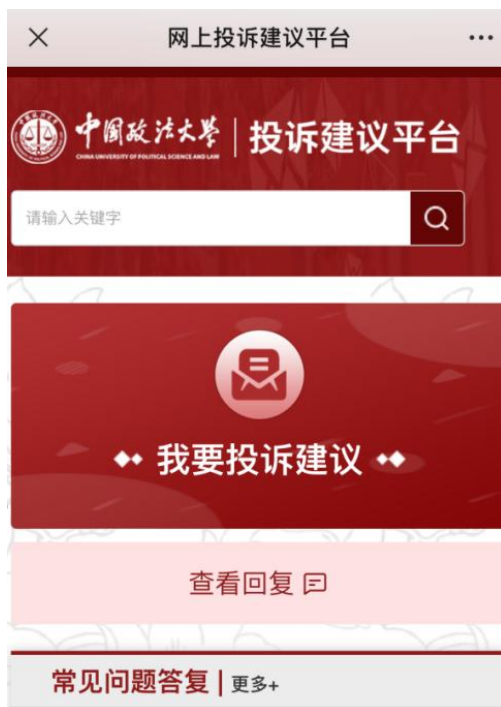 网上投诉建议平台
中国政法大学 | 投诉建议平台
CHINA UNIVERSITY OF POLITICAL SCIENCE AND LAW
请输入关键字
我要投诉建议
查看回复
常见问题答复 | 更多+